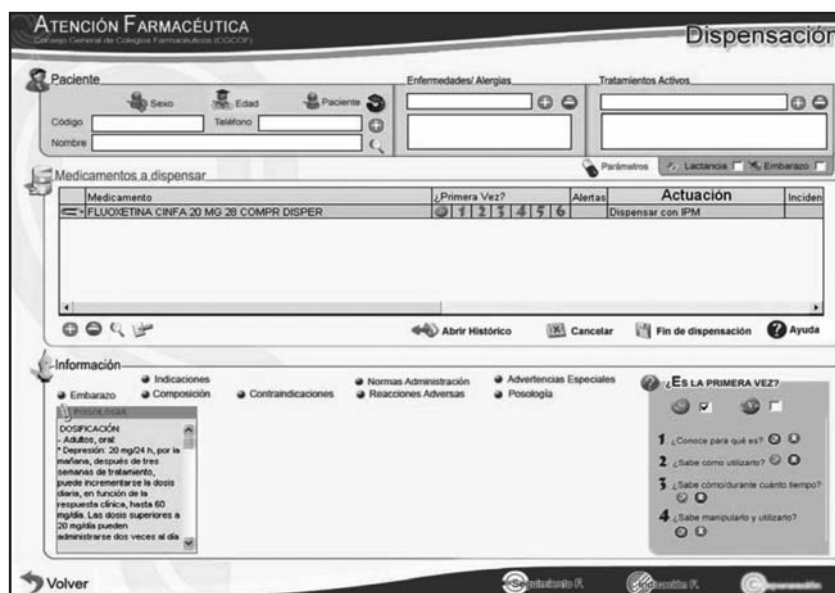 ATENCIÓN FARMACÉUTICA
Consejo General de Colegios Farmacéuticos (CGCOF)
Dispensación
Paciente
Sexo
Edad
Paciente
Código
Teléfono
Nombre
Enfermedades/ Alergias
Tratamientos Activos
Parámetros
Lactancia
Embarazo
Medicamentos a dispensar
Medicamento ¿Primera Vez? Alertas Actuación Inciden
FLUOXETINA CINFA 20 MG 28 COMPR DISPER 1 2 3 4 5 6 Dispensar con IPM
Abrir Histórico Cancelar Fin de dispensación Ayuda
Información
Indicaciones Normas Administración Advertencias Especiales
Embarazo Composición Contraindicaciones Reacciones Adversas Posología
POSOLOGIA
DOSIFICACIÓN:
- Adultos, oral:
* Depresión: 20 mg/24 h, por la
mañana, después de tres
semanas de tratamiento,
puede incrementarse la dosis
diaria, en función de la
respuesta clínica, hasta 60
mg/día. Las dosis superiores a
20 mg/día pueden
administrarse dos veces al día
¿ES LA PRIMERA VEZ?
1 ¿Conoce para qué es?
2 ¿Sabe cómo utilizarlo?
3 ¿Sabe cómo/durante cuánto tiempo?
4 ¿Sabe manipularlo y utilizarlo?
Volver
Seguimiento F. Indicación F. Dispensación